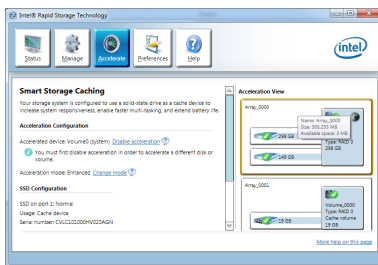 Intel® Rapid Storage Technology
Status
Manage
Accelerate
Preferences
Help
intel
Smart Storage Caching
Your storage system is configured to use a solid-state drive as a cache device to
increase system responsiveness, enable faster multi-tasking, and extend battery life.
Acceleration Configuration
Accelerated device: Volume0 (system) Disable acceleration
You must first disable acceleration in order to accelerate a different disk or
volume.
Acceleration mode: Enhanced Change mode
SSD Configuration
SSD on port 1: Normal
Usage: Cache device
Serial number: CVLC101000HV020AGN
Acceleration View
Array_0000
Name: Array_0000
Size: 305.255 MB
Available space: 3 MB
298 GB
Type: RAID 0
298 GB
149 GB
Array_0001
Volume_0000
Type: RAID 0
Cache volume
19 GB
19 GB
More help on this page